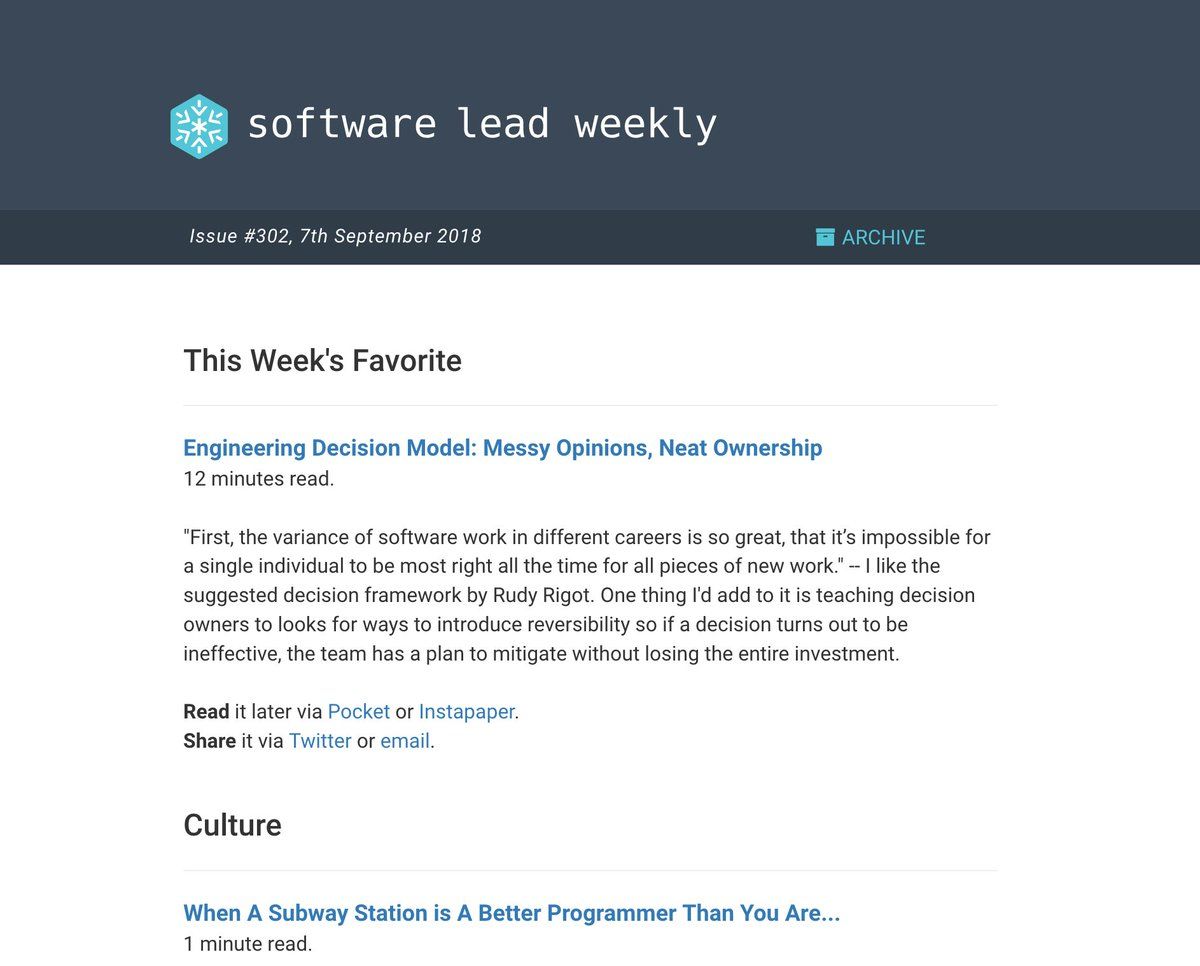 software lead weekly
Issue #302, 7th September 2018
ARCHIVE
This Week's Favorite
Engineering Decision Model: Messy Opinions, Neat Ownership
12 minutes read.
"First, the variance of software work in different careers is so great, that it’s impossible for
a single individual to be most right all the time for all pieces of new work." -- I like the
suggested decision framework by Rudy Rigot. One thing I'd add to it is teaching decision
owners to looks for ways to introduce reversibility so if a decision turns out to be
ineffective, the team has a plan to mitigate without losing the entire investment.
Read it later via Pocket or Instapaper.
Share it via Twitter or email.
Culture
When A Subway Station is A Better Programmer Than You Are...
1 minute read.